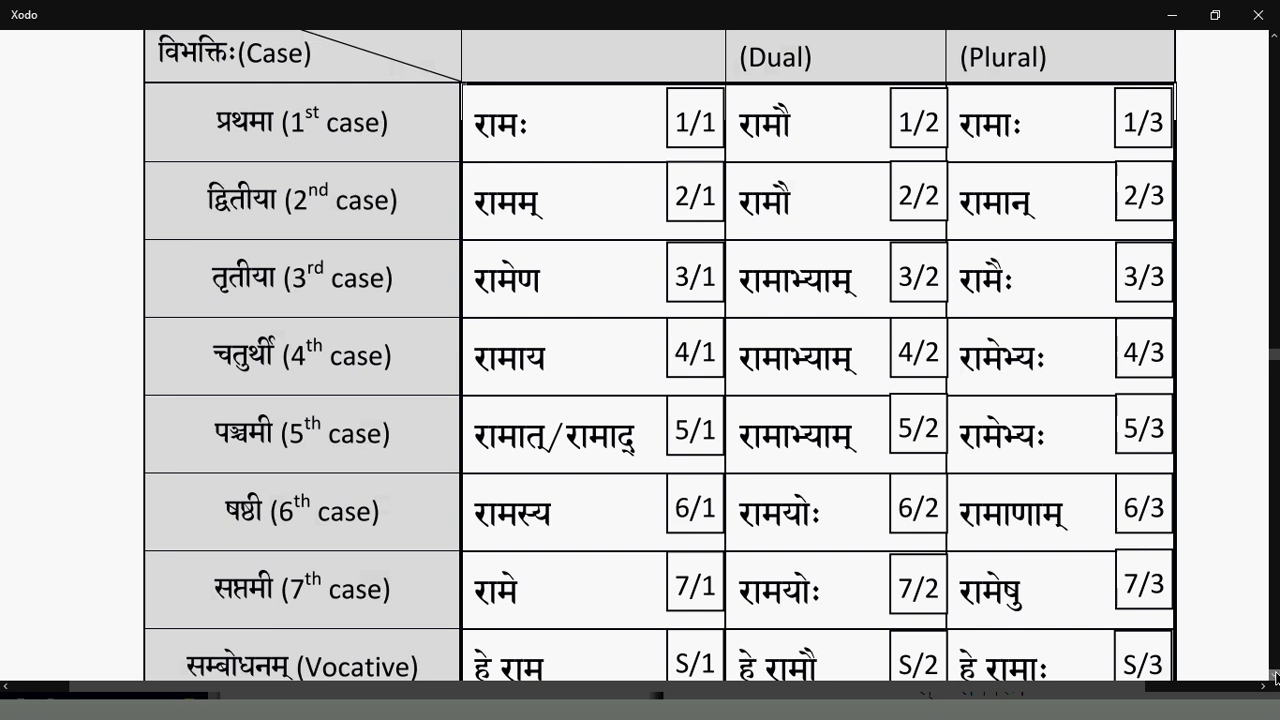 Xodo
विभक्तिः(Case) (Dual) (Plural)
प्रथमा (1st case) रामः 1/1 रामौ 1/2 रामाः 1/3
द्वितीया (2nd case) रामम् 2/1 रामौ 2/2 रामान् 2/3
तृतीया (3rd case) रामेण 3/1 रामाभ्याम् 3/2 रामैः 3/3
चतुर्थी (4th case) रामाय 4/1 रामाभ्याम् 4/2 रामेभ्यः 4/3
पञ्चमी (5th case) रामात्/रामाद् 5/1 रामाभ्याम् 5/2 रामेभ्यः 5/3
षष्ठी (6th case) रामस्य 6/1 रामयोः 6/2 रामाणाम् 6/3
सप्तमी (7th case) रामे 7/1 रामयोः 7/2 रामेषु 7/3
सम्बोधनम् (Vocative) हे राम S/1 हे रामौ S/2 हे रामाः S/3